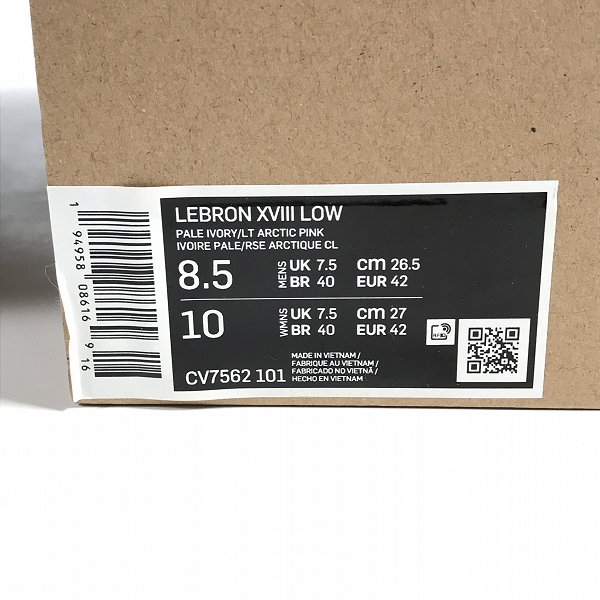 LEBRON XVIII LOW
PALE IVORY/LT ARCTIC PINK
IVOIRE PALE/RSE ARCTIQUE CL
8.5 MENS UK 7.5 cm 26.5
BR 40 EUR 42
10 WMNS UK 7.5 cm 27
BR 40 EUR 42
CV7562 101
MADE IN VIETNAM /
FABRIQUE AU VIETNAM /
FABRICADO NO VIETNÃ /
HECHO EN VIETNAM
RFID
1 94958 08616 9 16